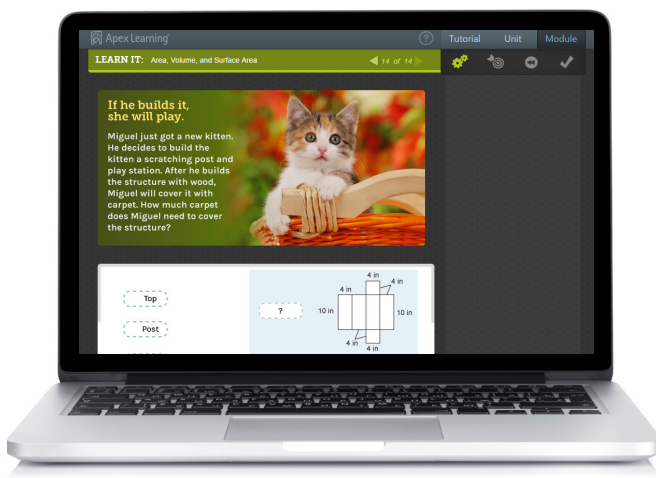 Apex Learning®
?
Tutorial Unit Module
LEARN IT: Area, Volume, and Surface Area
14 of 14
If he builds it,
she will play.
Miguel just got a new kitten.
He decides to build the
kitten a scratching post and
play station. After he builds
the structure with wood,
Miguel will cover it with
carpet. How much carpet
does Miguel need to cover
the structure?
Top
Post
?
4 in
4 in
10 in
10 in
4 in
4 in